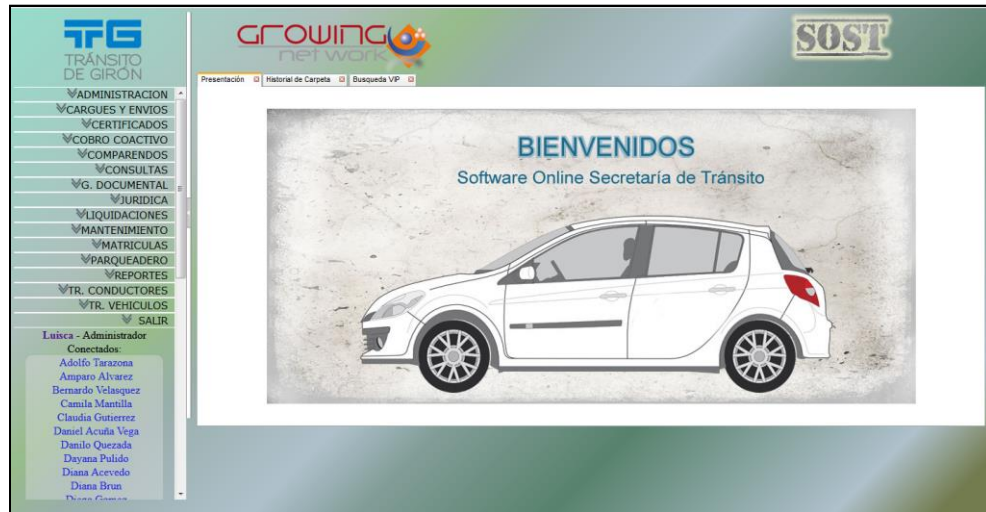 TG
TRÁNSITO
DE GIRÓN
GrowinG
net work
SOST
Presentación
Historial de Carpeta
Busqueda VIP
ADMINISTRACION
CARGUES Y ENVIOS
CERTIFICADOS
COBRO COACTIVO
COMPARENDOS
CONSULTAS
G. DOCUMENTAL
JURIDICA
LIQUIDACIONES
MANTENIMIENTO
MATRICULAS
PARQUEADERO
REPORTES
TR. CONDUCTORES
TR. VEHICULOS
SALIR
Luisca - Administrador
Conectados:
Adolfo Tarazona
Amparo Alvarez
Bernardo Velasquez
Camila Mantilla
Claudia Gutierrez
Daniel Acuña Vega
Danilo Quezada
Dayana Pulido
Diana Acevedo
Diana Brun
BIENVENIDOS
Software Online Secretaría de Tránsito